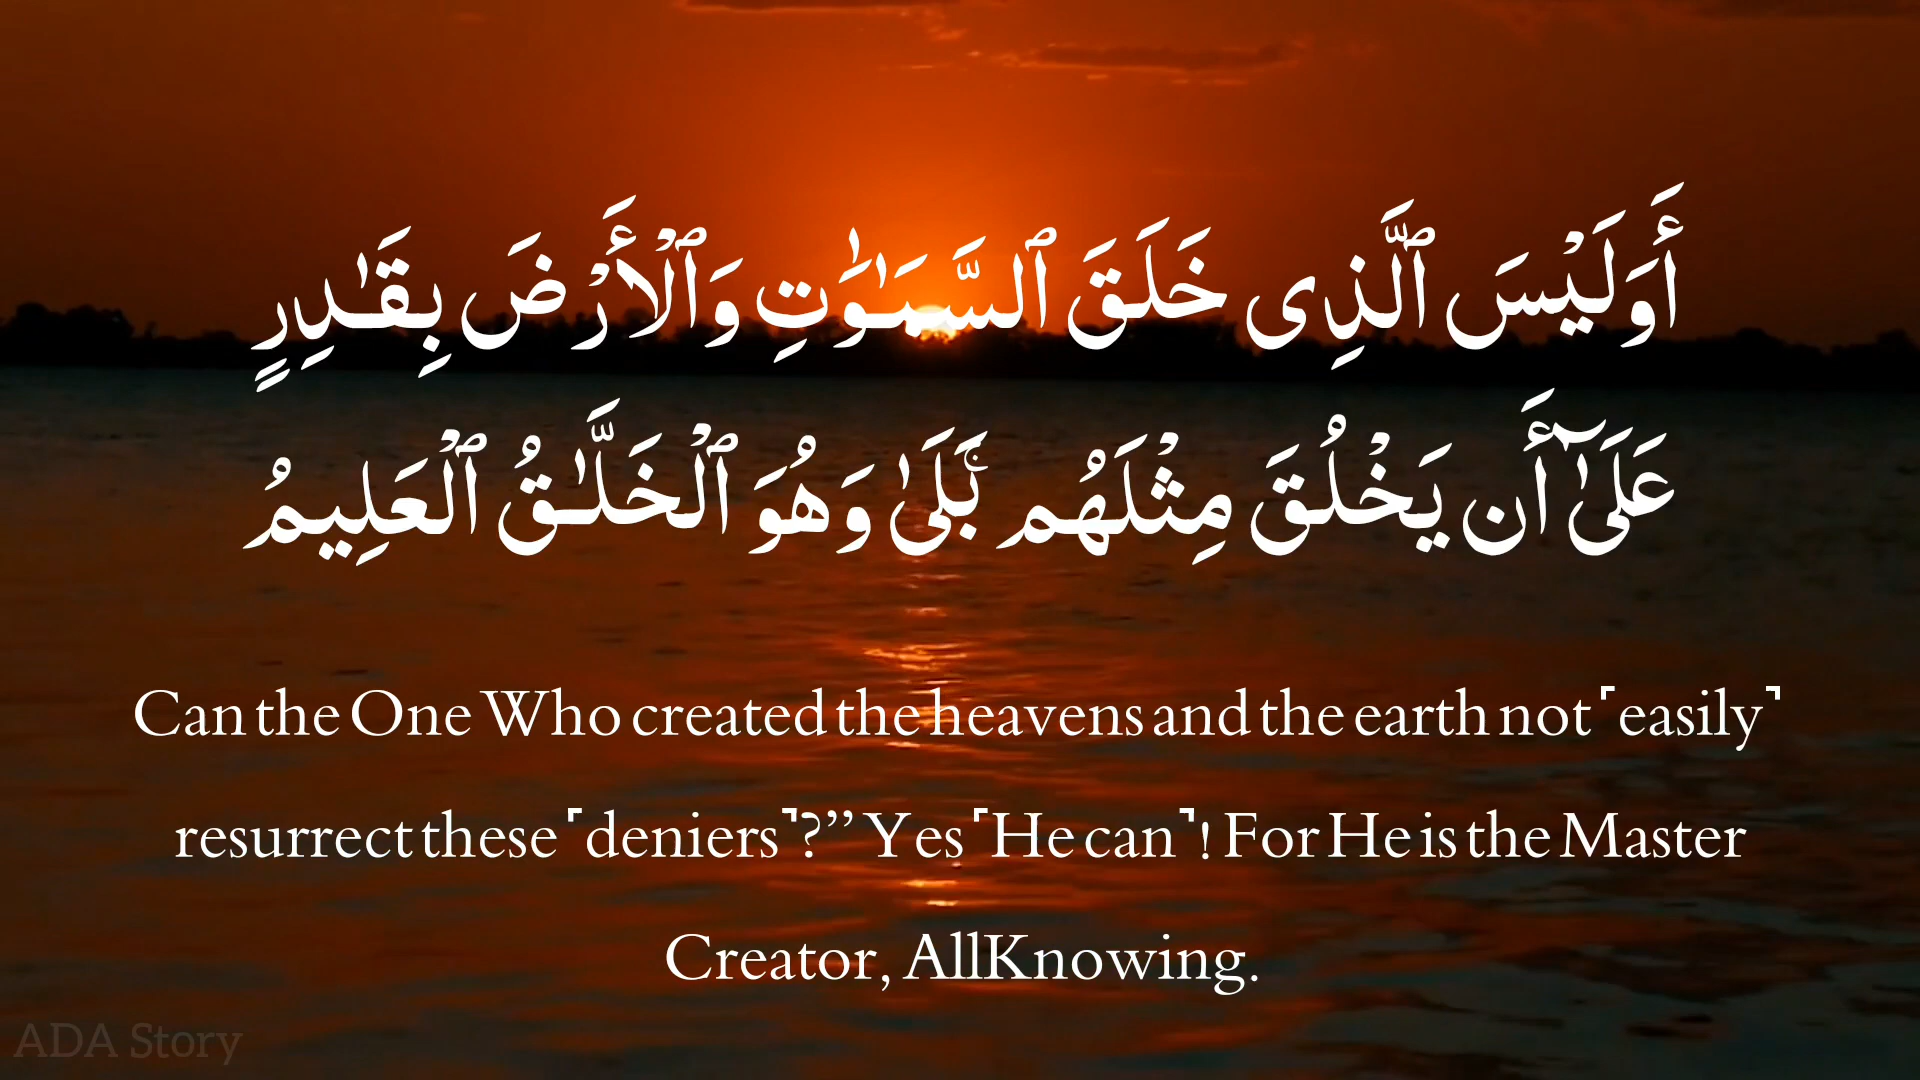 أَوَلَيْسَ ٱلَّذِى خَلَقَ ٱلسَّمَـٰوَٰتِ وَٱلْأَرْضَ بِقَـٰدِرٍ
عَلَىٰٓ أَن يَخْلُقَ مِثْلَهُم ۚ بَلَىٰ وَهُوَ ٱلْخَلَّـٰقُ ٱلْعَلِيمُ
Can the One Who created the heavens and the earth not ⸢easily⸣
resurrect these ⸢deniers⸣?” Yes ⸢He can⸣! For He is the Master
Creator, AllKnowing.
ADA Story